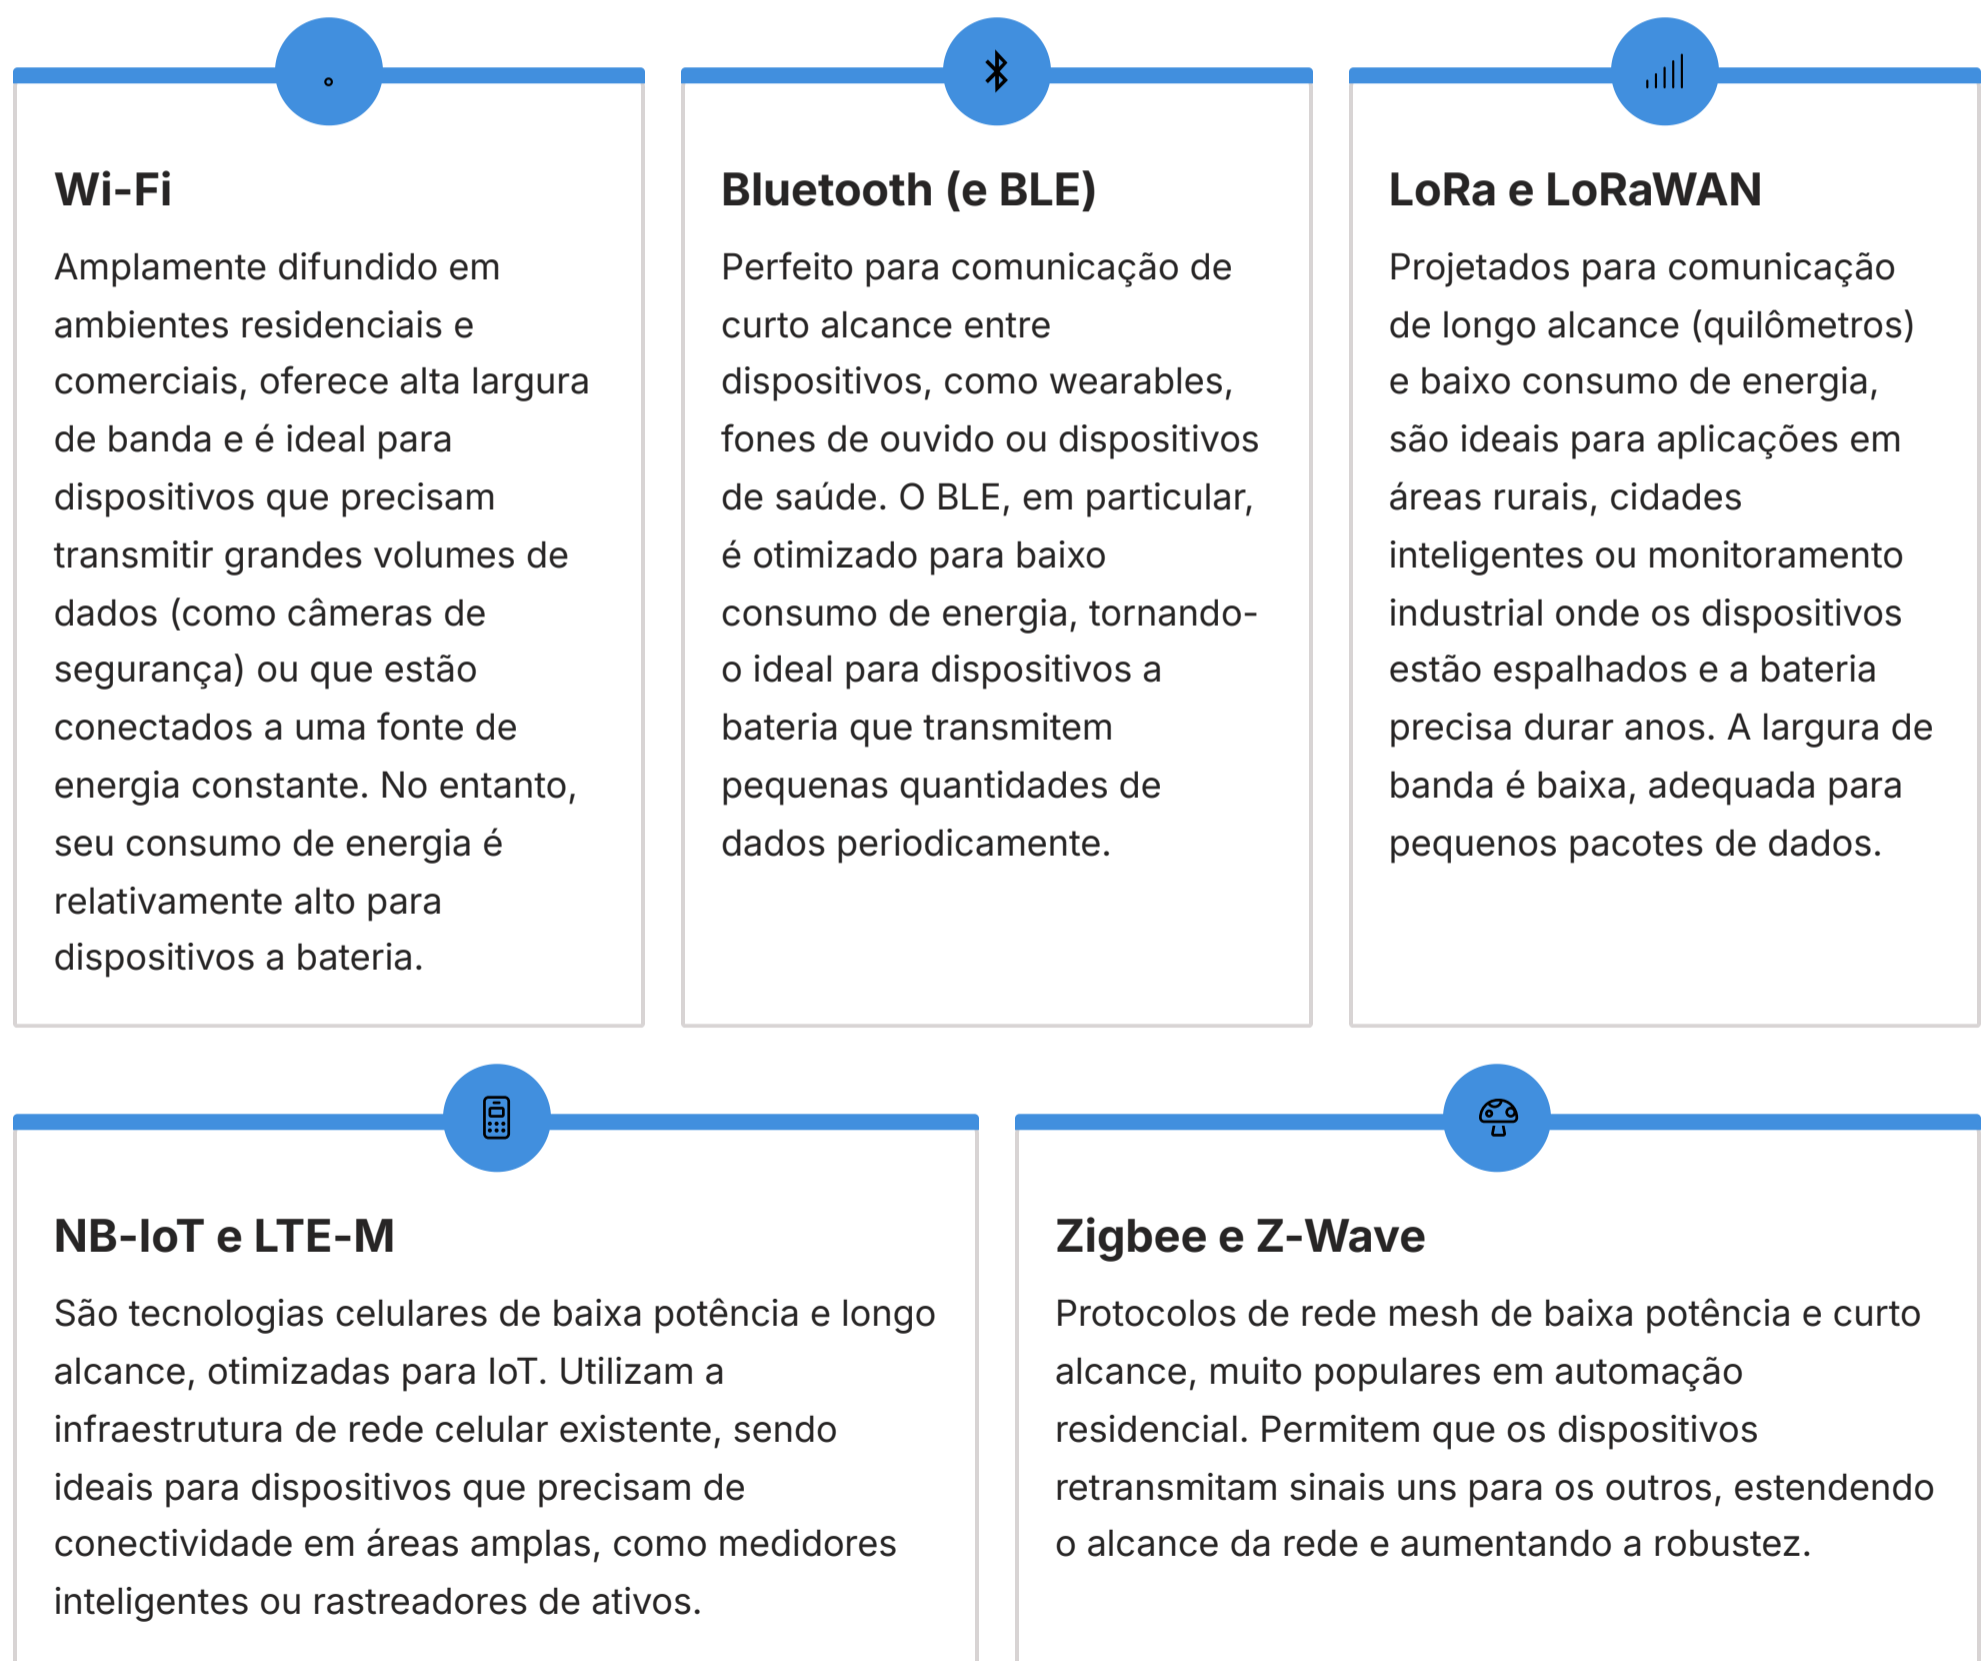 Wi-Fi
Amplamente difundido em
ambientes residenciais e
comerciais, oferece alta largura
de banda e é ideal para
dispositivos que precisam
transmitir grandes volumes de
dados (como câmeras de
segurança) ou que estão
conectados a uma fonte de
energia constante. No entanto,
seu consumo de energia é
relativamente alto para
dispositivos a bateria.
Bluetooth (e BLE)
Perfeito para comunicação de
curto alcance entre
dispositivos, como wearables,
fones de ouvido ou dispositivos
de saúde. O BLE, em particular,
é otimizado para baixo
consumo de energia, tornando-
o ideal para dispositivos a
bateria que transmitem
pequenas quantidades de
dados periodicamente.
LoRa e LoRaWAN
Projetados para comunicação
de longo alcance (quilômetros)
e baixo consumo de energia,
são ideais para aplicações em
áreas rurais, cidades
inteligentes ou monitoramento
industrial onde os dispositivos
estão espalhados e a bateria
precisa durar anos. A largura de
banda é baixa, adequada para
pequenos pacotes de dados.
NB-IoT e LTE-M
São tecnologias celulares de baixa potência e longo
alcance, otimizadas para IoT. Utilizam a
infraestrutura de rede celular existente, sendo
ideais para dispositivos que precisam de
conectividade em áreas amplas, como medidores
inteligentes ou rastreadores de ativos.
Zigbee e Z-Wave
Protocolos de rede mesh de baixa potência e curto
alcance, muito populares em automação
residencial. Permitem que os dispositivos
retransmitam sinais uns para os outros, estendendo
o alcance da rede e aumentando a robustez.